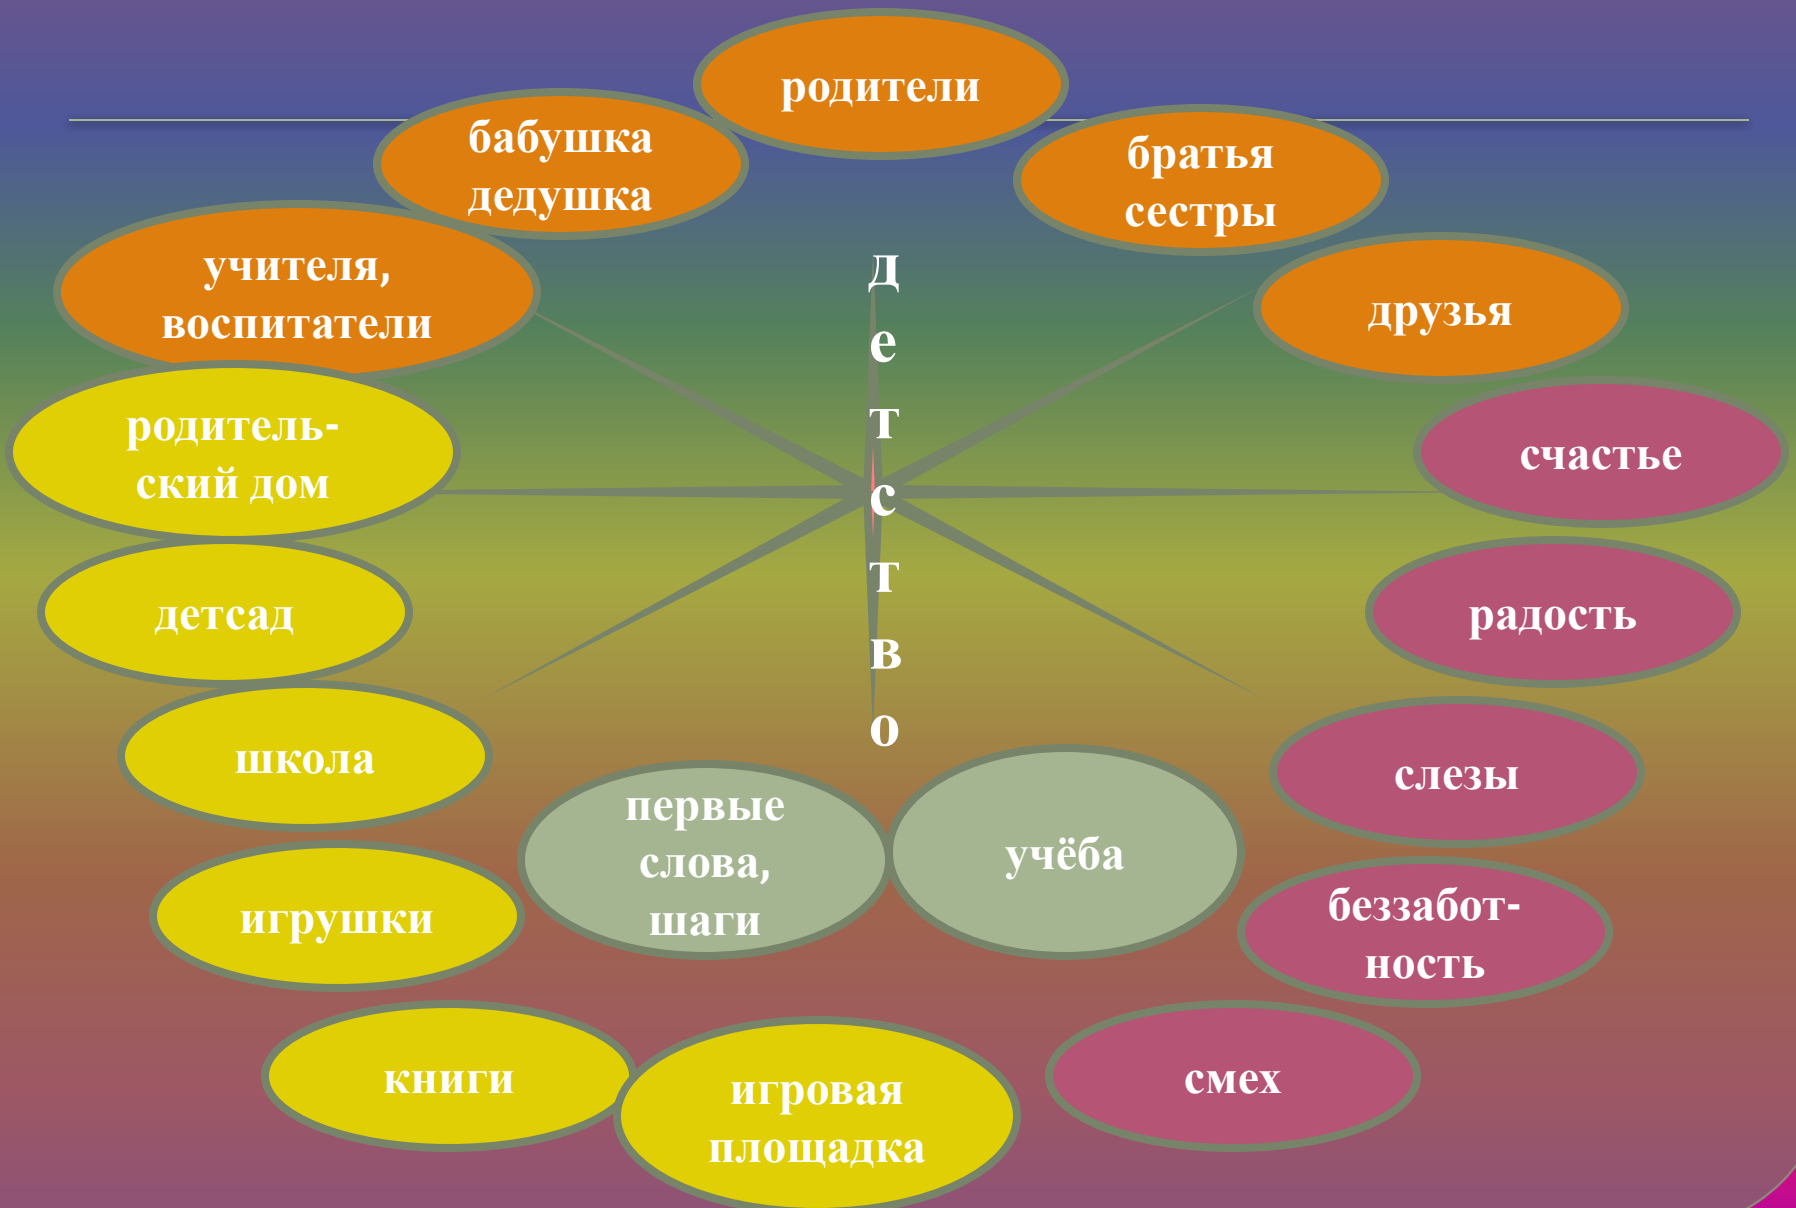 родители
бабушка
дедушка
братья
сестры
учителя,
воспитатели
друзья
д
е
т
с
т
в
о
родитель-
ский дом
счастье
детсад
радость
школа
слезы
первые
слова,
шаги
учёба
игрушки
беззабот-
ность
книги
игровая
площадка
смех